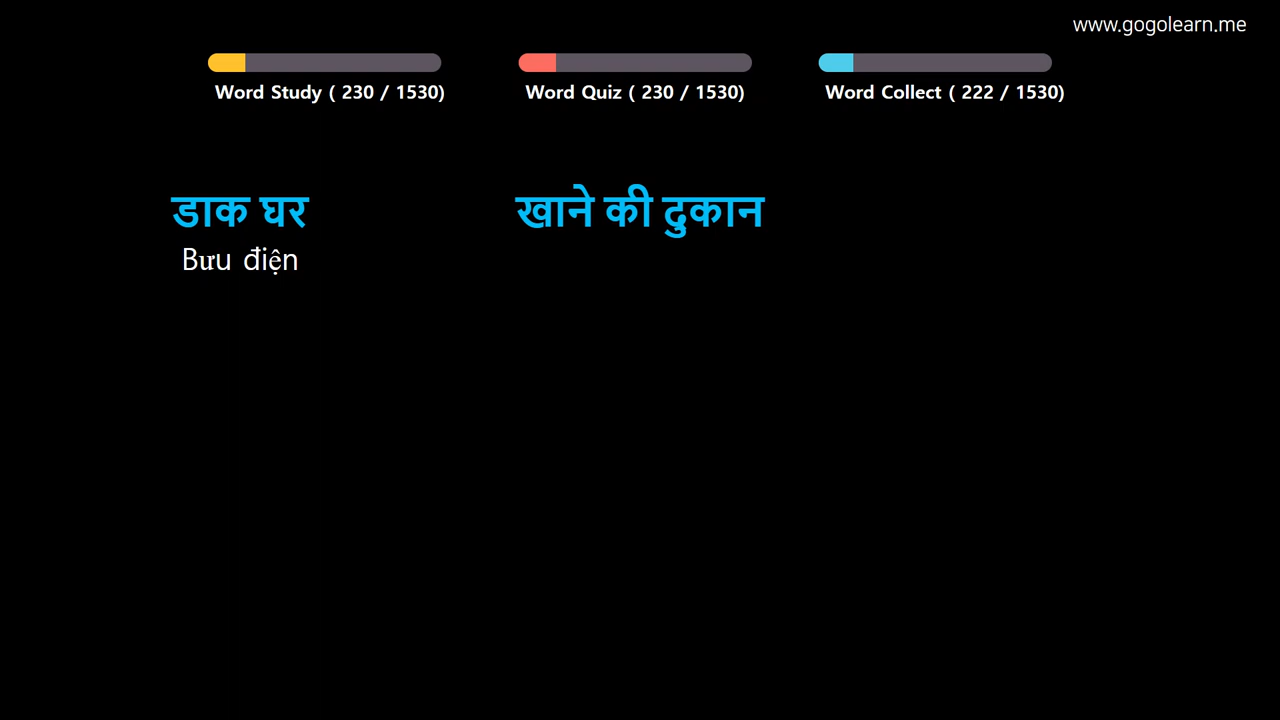 www.gogolearn.me
Word Study ( 230 / 1530)
Word Quiz ( 230 / 1530)
Word Collect ( 222 / 1530)
डाक घर
Bưu điện
खाने की दुकान